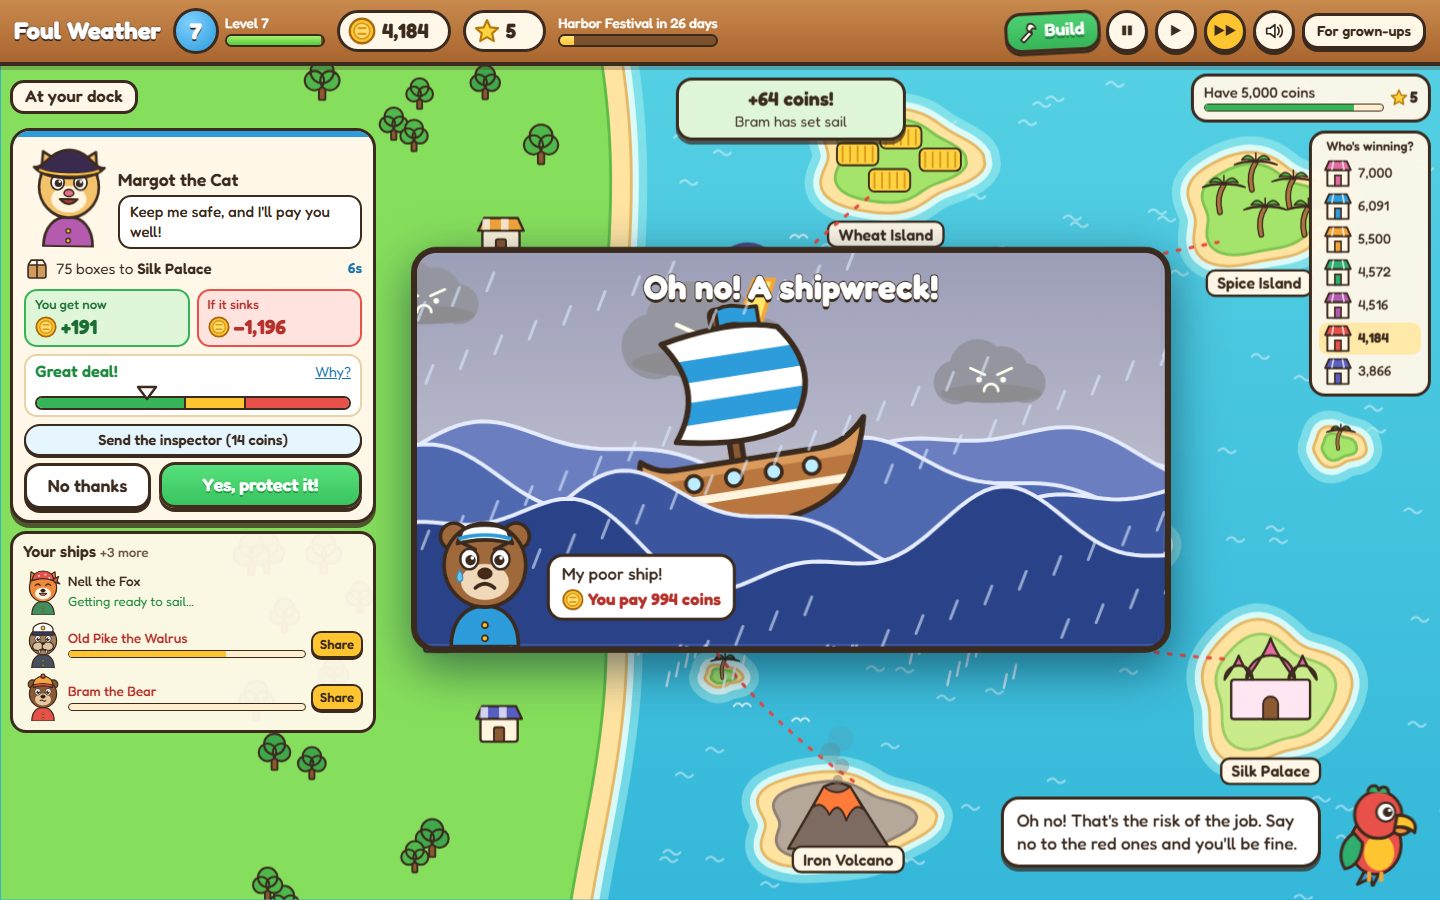 Foul Weather
7
Level 7
4,184
5
Harbor Festival in 26 days
Build
For grown-ups
At your dock
Margot the Cat
Keep me safe, and I'll pay you
well!
75 boxes to Silk Palace
6s
You get now
+191
If it sinks
−1,196
Great deal!
Why?
Send the inspector (14 coins)
No thanks
Yes, protect it!
Your ships +3 more
Nell the Fox
Getting ready to sail...
Old Pike the Walrus
Share
Bram the Bear
Share
+64 coins!
Bram has set sail
Wheat Island
Oh no! A shipwreck!
My poor ship!
You pay 994 coins
Have 5,000 coins
5
Who's winning?
7,000
6,091
5,500
4,572
4,516
4,184
3,866
Spice Island
Silk Palace
Iron Volcano
Oh no! That's the risk of the job. Say
no to the red ones and you'll be fine.